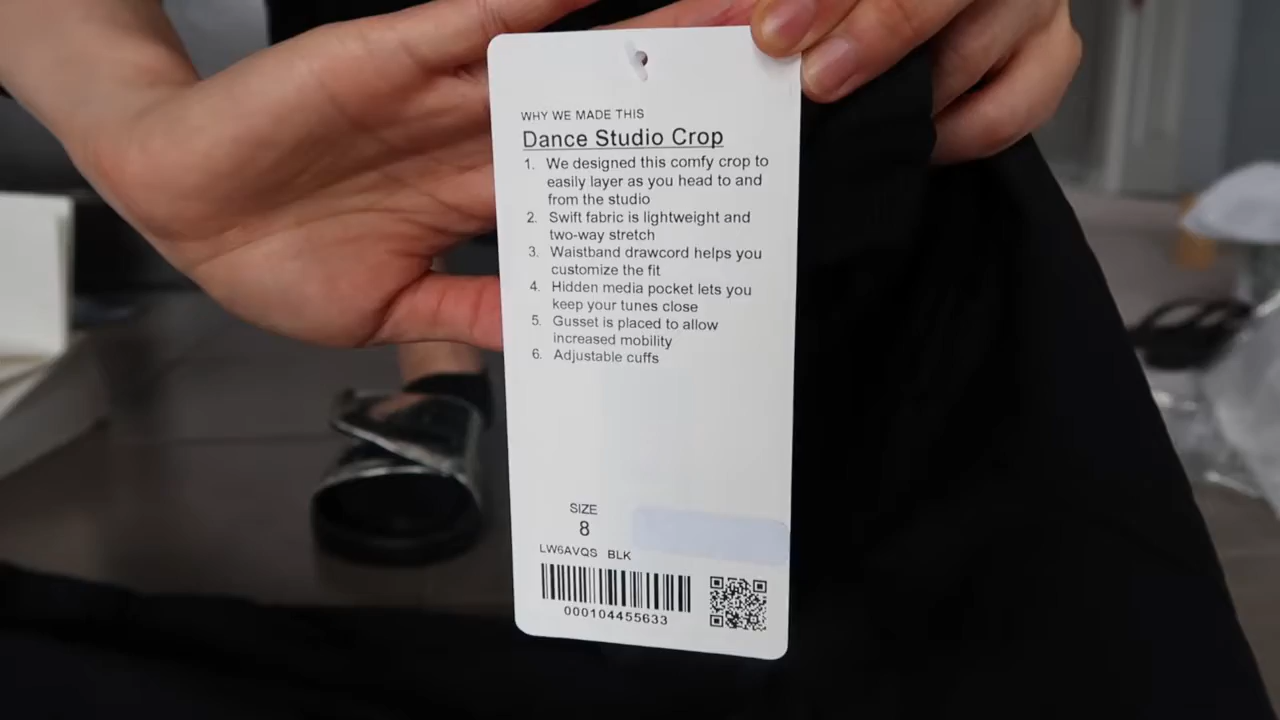 WHY WE MADE THIS
Dance Studio Crop
1. We designed this comfy crop to
easily layer as you head to and
from the studio
2. Swift fabric is lightweight and
two-way stretch
3. Waistband drawcord helps you
customize the fit
4. Hidden media pocket lets you
keep your tunes close
5. Gusset is placed to allow
increased mobility
6. Adjustable cuffs
SIZE
8
LW6AVQS BLK
000104455633